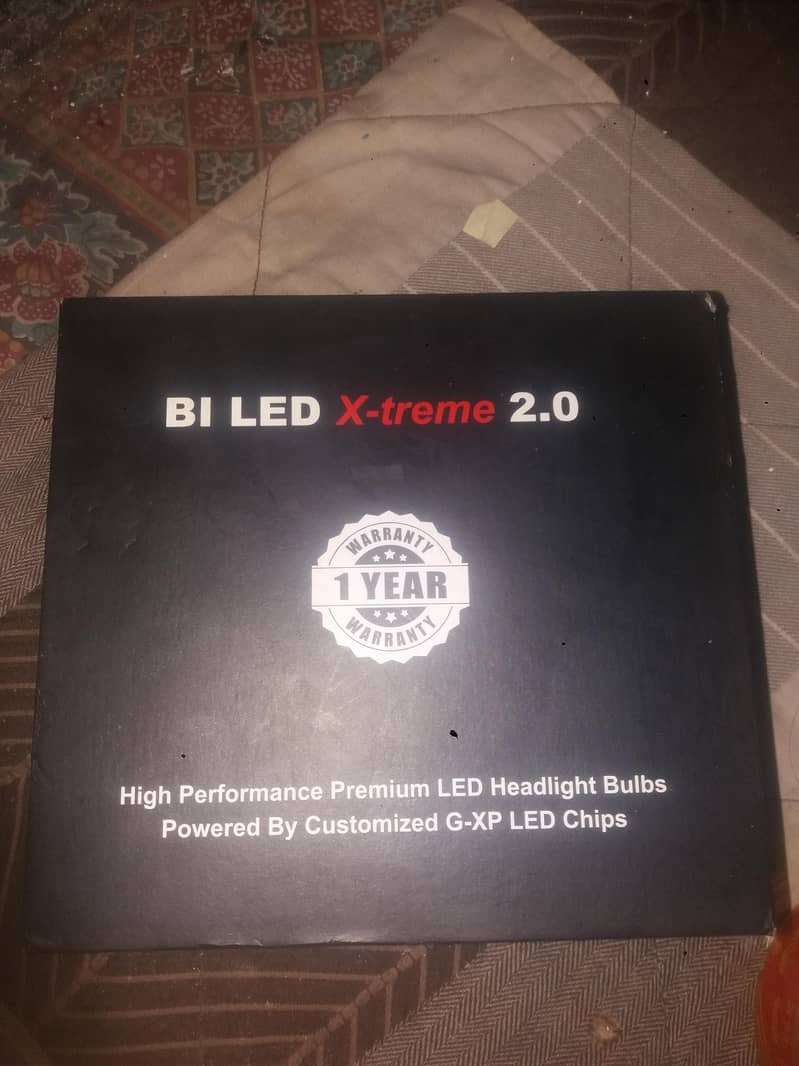 BI LED X-treme 2.0
WARRANTY
1 YEAR
WARRANTY
High Performance Premium LED Headlight Bulbs
Powered By Customized G-XP LED Chips